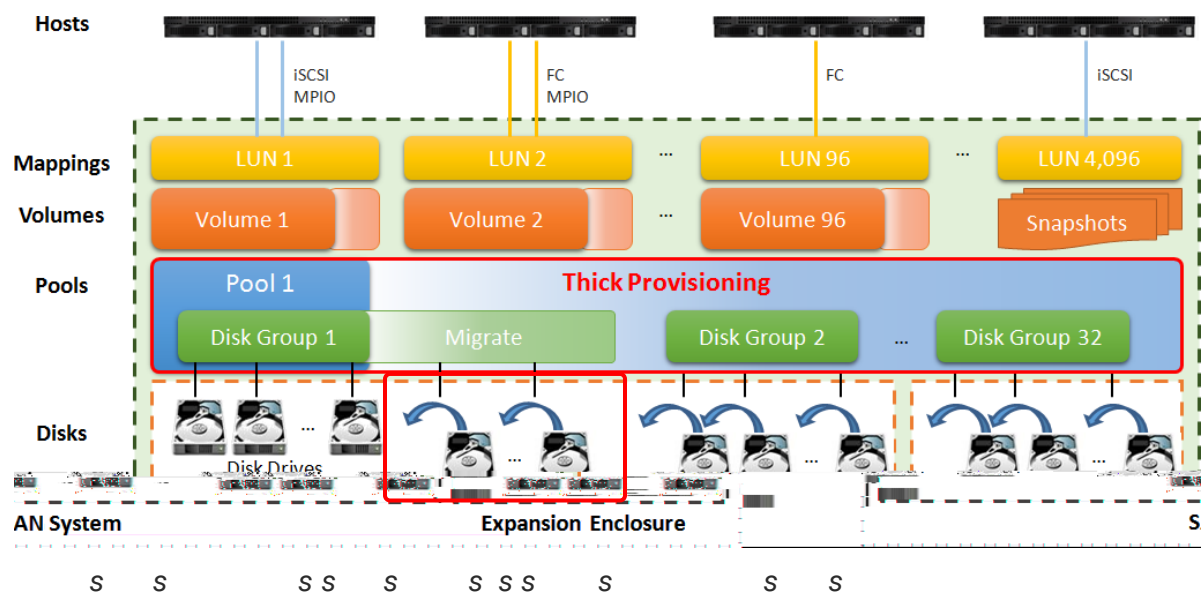 Hosts
iSCSI
MPIO
FC
MPIO
FC
iSCSI
Mappings
LUN 1
LUN 2
...
LUN 96
...
LUN 4,096
Volumes
Volume 1
Volume 2
...
Volume 96
Snapshots
Pools
Pool 1
Thick Provisioning
Disk Group 1
Migrate
Disk Group 2
...
Disk Group 32
Disks
...
...
...
...
Disk Drives
AN System
Expansion Enclosure
S
s s s s s s s s s s s